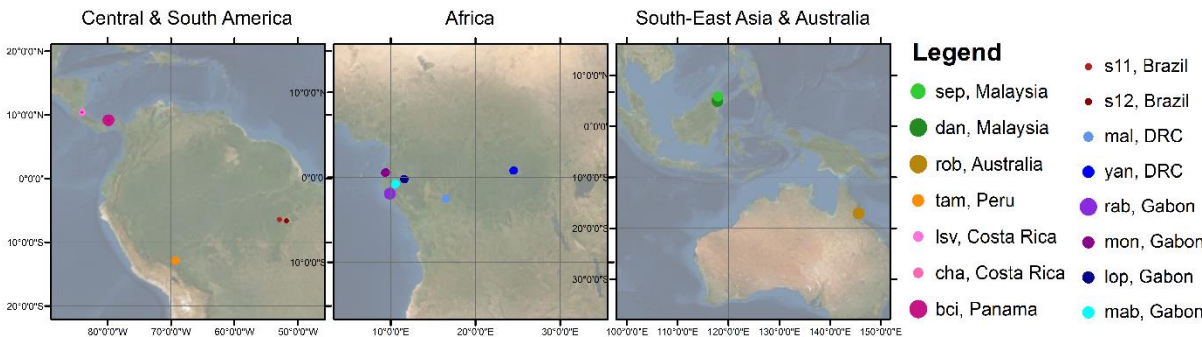 Central & South America
Africa
South-East Asia & Australia
20°0'0"N
10°0'0"N
0°0'0"N
10°0'0"S
20°0'0"S
80°0'0"W 70°0'0"W 60°0'0"W 50°0'0"W
10°0'0"N
0°0'0"N
10°0'0"S
10°0'0"E 20°0'0"E 30°0'0"E
10°0'0"N
0°0'0"N
10°0'0"S
20°0'0"S
30°0'0"S
100°0'0"E 110°0'0"E 120°0'0"E 130°0'0"E 140°0'0"E 150°0'0"E
Legend
sep, Malaysia
dan, Malaysia
rob, Australia
tam, Peru
lsv, Costa Rica
cha, Costa Rica
bci, Panama
s11, Brazil
s12, Brazil
mal, DRC
yan, DRC
rab, Gabon
mon, Gabon
lop, Gabon
mab, Gabon